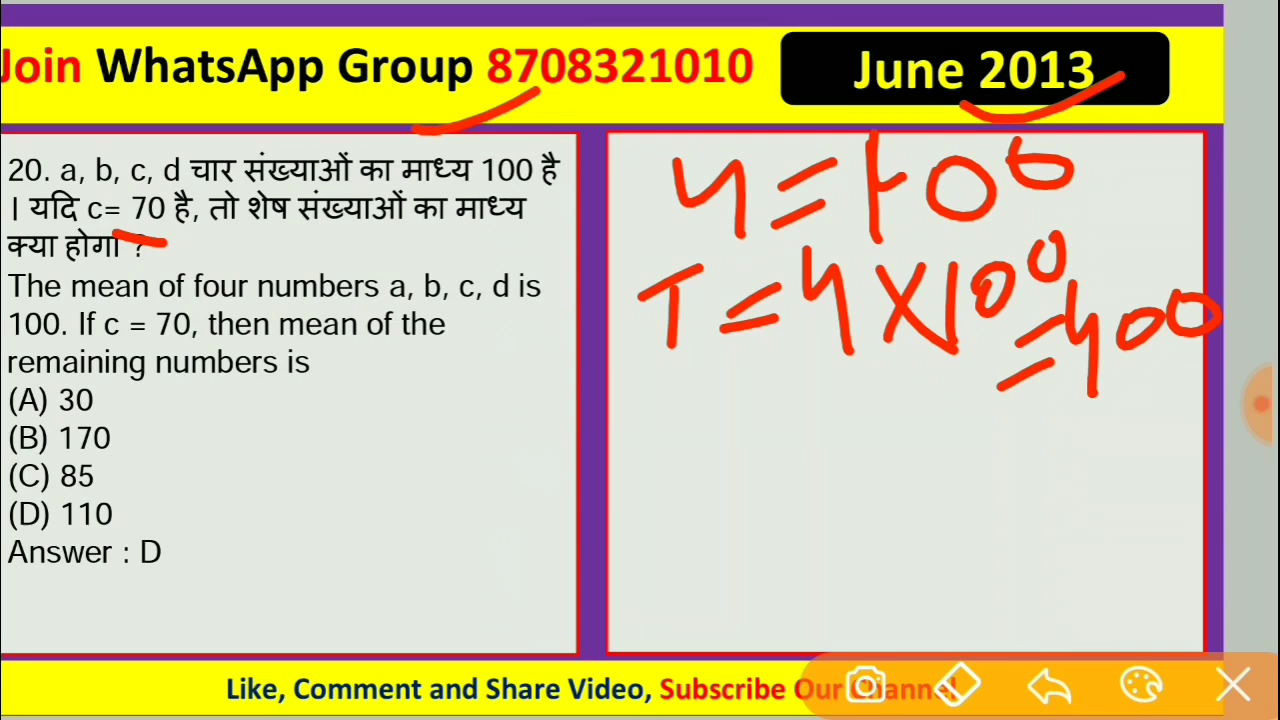 Join WhatsApp Group 8708321010
June 2013
20. a, b, c, d चार संख्याओं का माध्य 100 है
। यदि c= 70 है, तो शेष संख्याओं का माध्य
क्या होगा ?
The mean of four numbers a, b, c, d is
100. If c = 70, then mean of the
remaining numbers is
(A) 30
(B) 170
(C) 85
(D) 110
Answer : D
4 = 100
T = 4 X 100
= 400
Like, Comment and Share Video, Subscribe Our Channel